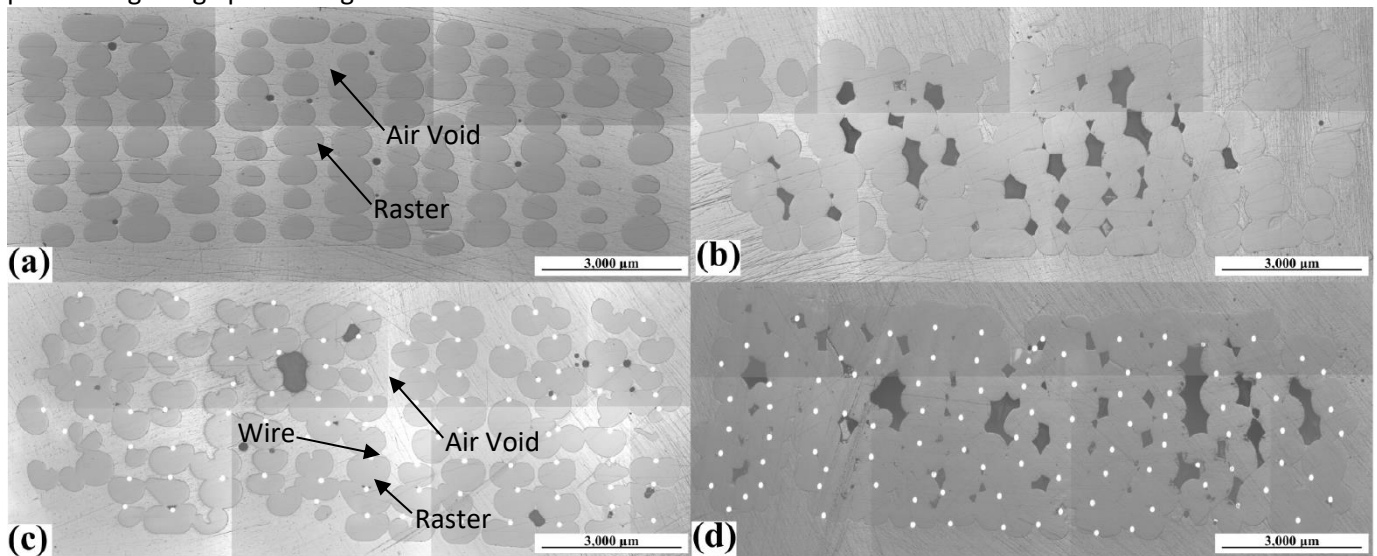 Air Void
Raster
(a)
3,000 µm
(b)
3,000 µm
Wire
Air Void
Raster
(c)
3,000 µm
(d)
3,000 µm